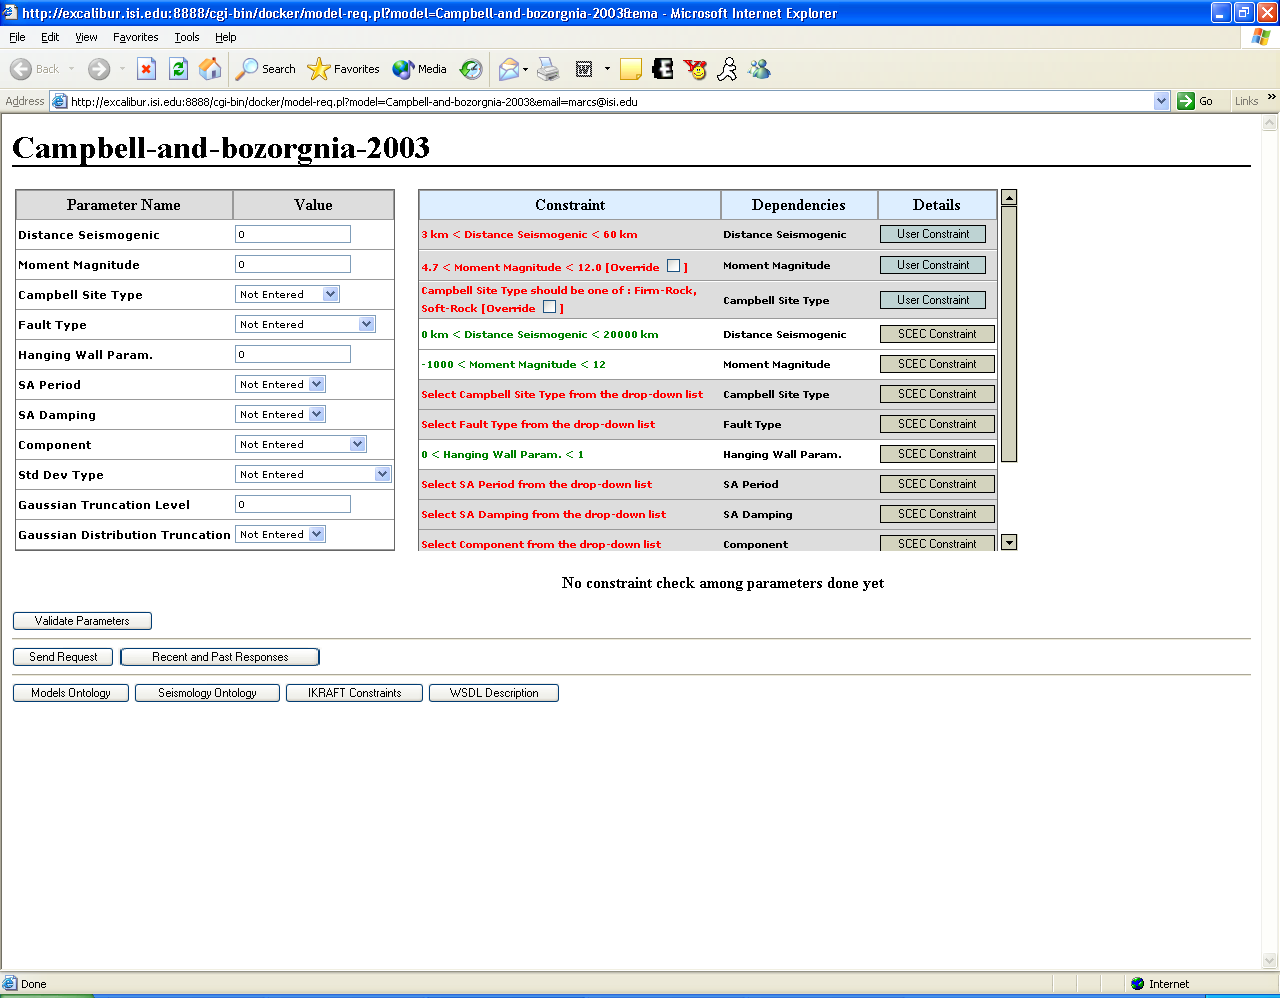 http://excalibur.isi.edu:8888/cgi-bin/docker/model-req.pl?model=Campbell-and-bozorgnia-2003&ema - Microsoft Internet Explorer
File Edit View Favorites Tools Help
Back Search Favorites Media
Address http://excalibur.isi.edu:8888/cgi-bin/docker/model-req.pl?model=Campbell-and-bozorgnia-2003&email=marcs@isi.edu Go Links »
Campbell-and-bozorgnia-2003
Parameter Name Value
Distance Seismogenic 0
Moment Magnitude 0
Campbell Site Type Not Entered
Fault Type Not Entered
Hanging Wall Param. 0
SA Period Not Entered
SA Damping Not Entered
Component Not Entered
Std Dev Type Not Entered
Gaussian Truncation Level 0
Gaussian Distribution Truncation Not Entered
Constraint Dependencies Details
3 km < Distance Seismogenic < 60 km Distance Seismogenic User Constraint
4.7 < Moment Magnitude < 12.0 [Override ] Moment Magnitude User Constraint
Campbell Site Type should be one of : Firm-Rock,
Soft-Rock [Override ] Campbell Site Type User Constraint
0 km < Distance Seismogenic < 20000 km Distance Seismogenic SCEC Constraint
-1000 < Moment Magnitude < 12 Moment Magnitude SCEC Constraint
Select Campbell Site Type from the drop-down list Campbell Site Type SCEC Constraint
Select Fault Type from the drop-down list Fault Type SCEC Constraint
0 < Hanging Wall Param. < 1 Hanging Wall Param. SCEC Constraint
Select SA Period from the drop-down list SA Period SCEC Constraint
Select SA Damping from the drop-down list SA Damping SCEC Constraint
Select Component from the drop-down list Component SCEC Constraint
No constraint check among parameters done yet
Validate Parameters
Send Request Recent and Past Responses
Models Ontology Seismology Ontology IKRAFT Constraints WSDL Description
Done Internet